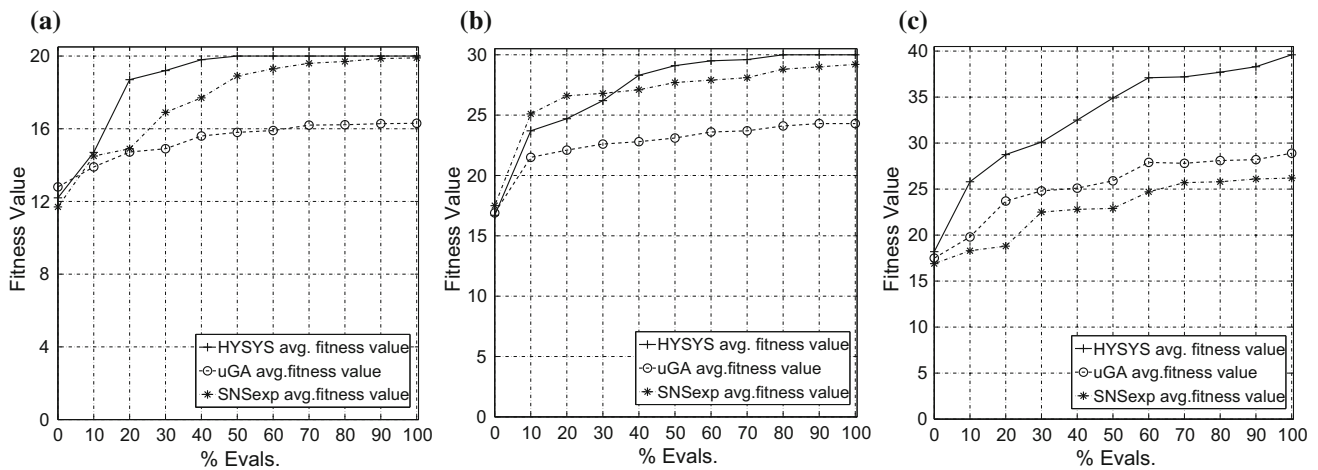 (a)
Fitness Value
20
16
12
8
4
0
HYSYS avg. fitness value
uGA avg.fitness value
SNSexp avg.fitness value
0 10 20 30 40 50 60 70 80 90 100
% Evals.
(b)
Fitness Value
30
25
20
15
10
5
0
HYSYS avg. fitness value
uGA avg.fitness value
SNSexp avg.fitness value
0 10 20 30 40 50 60 70 80 90 100
% Evals.
(c)
Fitness Value
40
35
30
25
20
15
10
5
0
HYSYS avg. fitness value
uGA avg.fitness value
SNSexp avg.fitness value
0 10 20 30 40 50 60 70 80 90 100
% Evals.